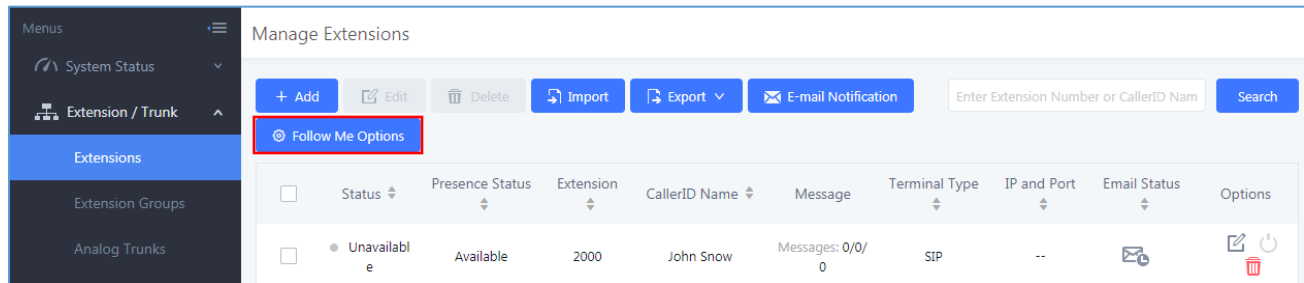 Menus
Manage Extensions
System Status
+ Add Edit Delete Import Export E-mail Notification Enter Extension Number or CallerID Nam Search
Extension / Trunk
Follow Me Options
Extensions
Status Presence Status Extension CallerID Name Message Terminal Type IP and Port Email Status Options
Extension Groups
Analog Trunks
Unavailabl
e
Available 2000 John Snow
Messages: 0/0/
0
SIP --